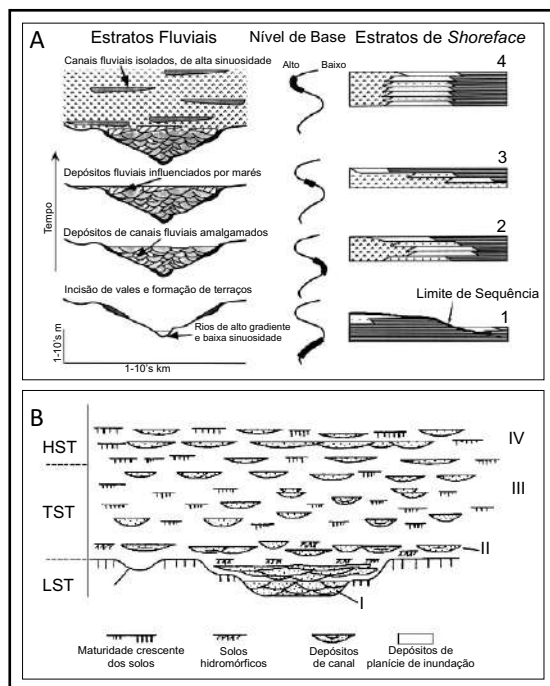 A
Estratos Fluviais
Nível de Base
Estratos de Shoreface
Canais fluviais isolados, de alta sinuosidade
Alto
Baixo
4
Depósitos fluviais influenciados por marés
3
Tempo
Depósitos de canais fluviais amalgamados
2
Incisão de vales e formação de terraços
Limite de Sequência
1
Rios de alto gradiente
e baixa sinuosidade
1-10's m
1-10's km
B
HST
IV
TST
III
II
LST
I
Maturidade crescente
dos solos
Solos
hidromórficos
Depósitos
de canal
Depósitos de
planície de inundação